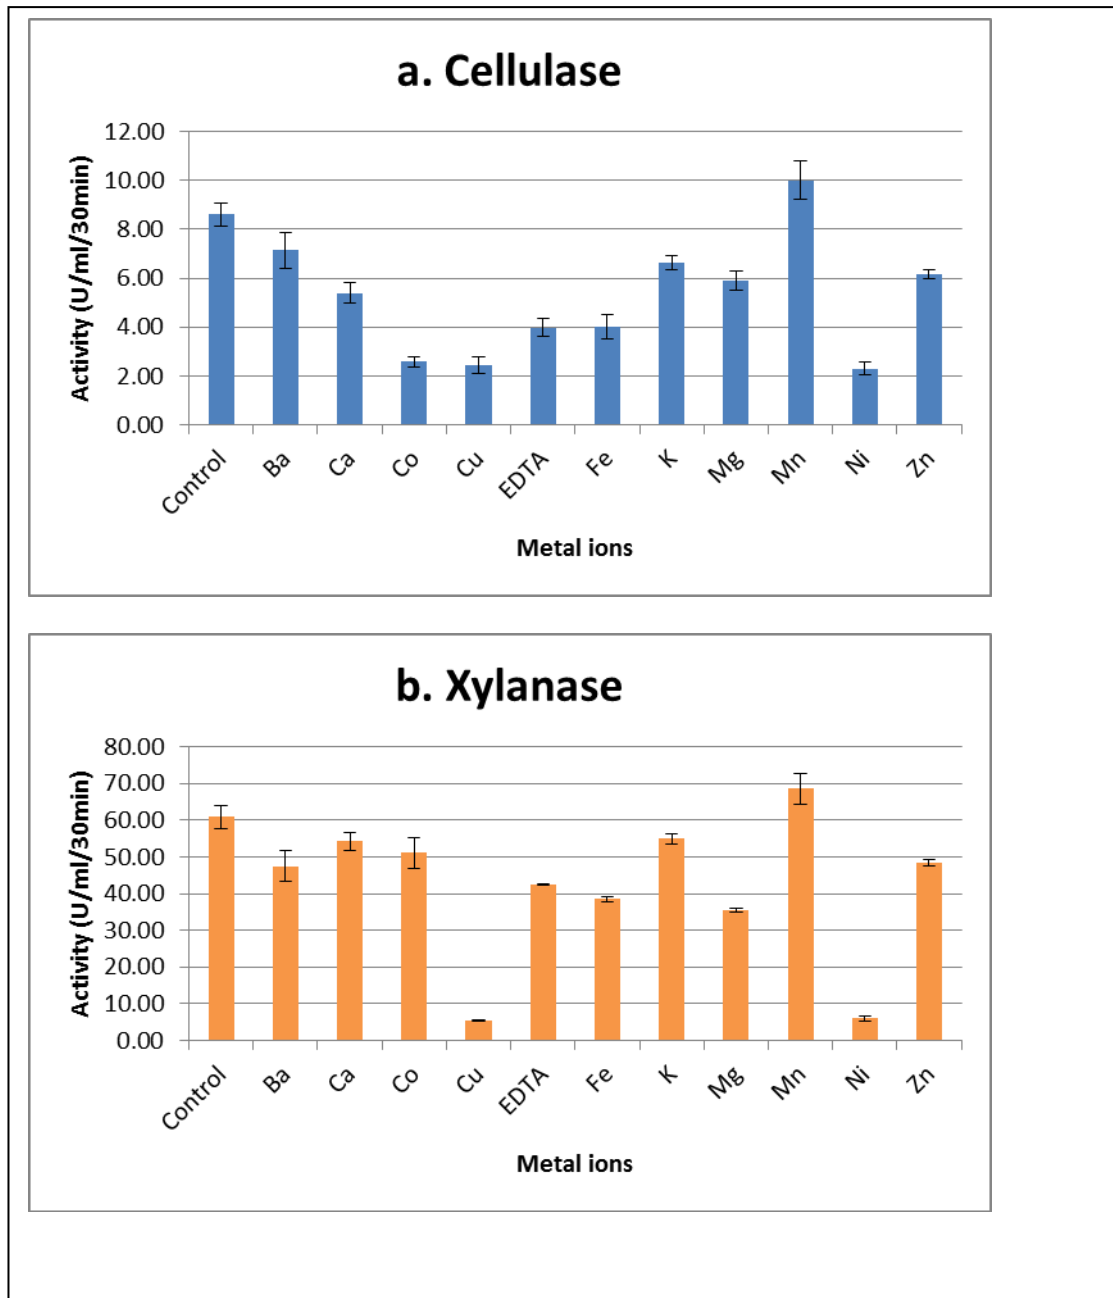 a. Cellulase
Activity (U/ml/30min)
12.00
10.00
8.00
6.00
4.00
2.00
0.00
Control Ba Ca Co Cu EDTA Fe K Mg Mn Ni Zn
Metal ions
b. Xylanase
Activity (U/ml/30min)
80.00
70.00
60.00
50.00
40.00
30.00
20.00
10.00
0.00
Control Ba Ca Co Cu EDTA Fe K Mg Mn Ni Zn
Metal ions